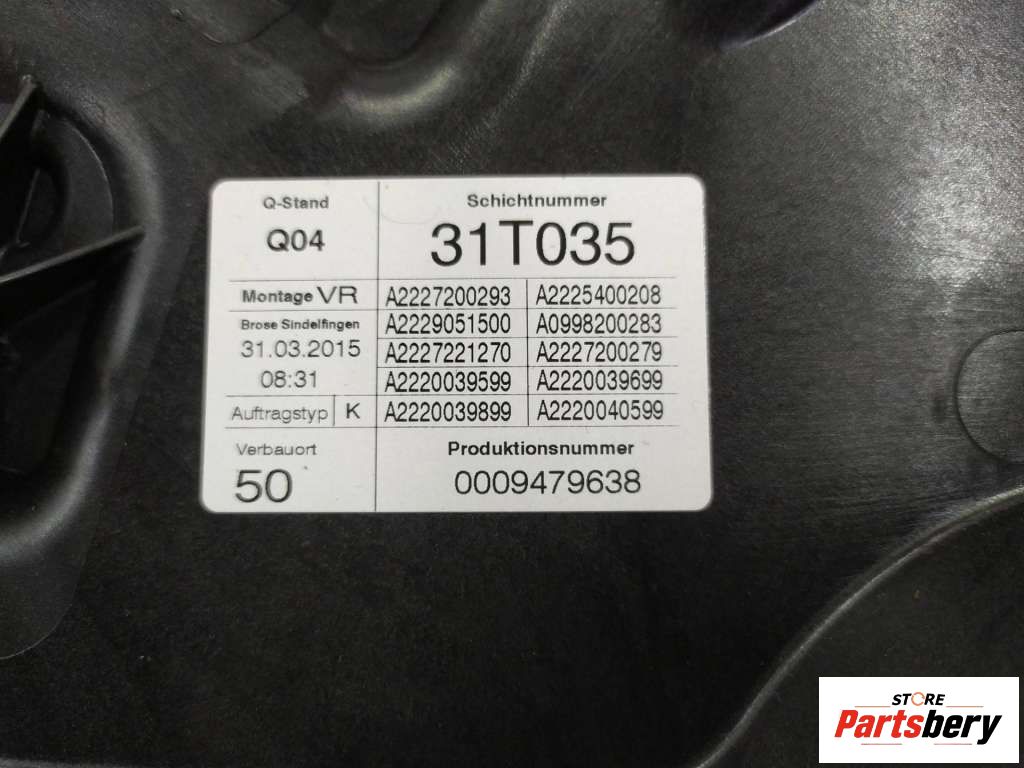 Q-Stand Schichtnummer
Q04 31T035
Montage VR A2227200293 A2225400208
Brose Sindelfingen A2229051500 A0998200283
31.03.2015 A2227221270 A2227200279
08:31 A2220039599 A2220039699
Auftragstyp K A2220039899 A2220040599
Verbauort Produktionsnummer
50 0009479638
STORE
Partsbery